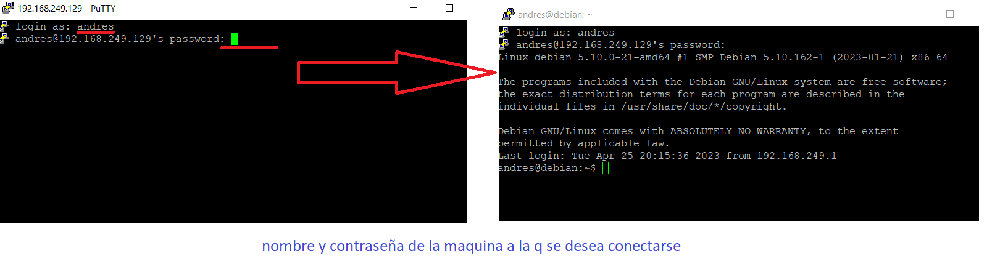 192.168.249.129 - PuTTY
login as: andres
andres@192.168.249.129's password:
andres@debian: ~
login as: andres
andres@192.168.249.129's password:
Linux debian 5.10.0-21-amd64 #1 SMP Debian 5.10.162-1 (2023-01-21) x86_64
The programs included with the Debian GNU/Linux system are free software;
the exact distribution terms for each program are described in the
individual files in /usr/share/doc/*/copyright.
Debian GNU/Linux comes with ABSOLUTELY NO WARRANTY, to the extent
permitted by applicable law.
Last login: Tue Apr 25 20:15:36 2023 from 192.168.249.1
andres@debian:~$
nombre y contraseña de la maquina a la q se desea conectarse